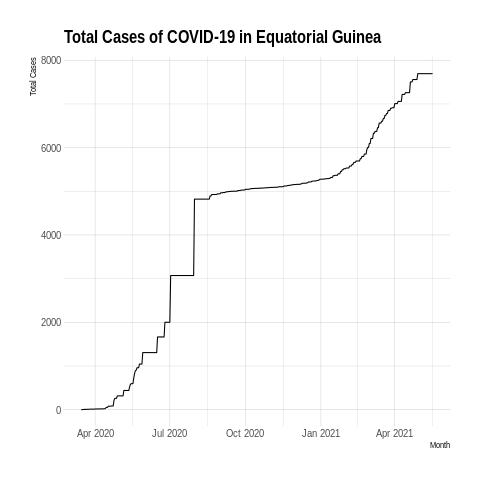 Total Cases of COVID-19 in Equatorial Guinea
Total Cases
8000
6000
4000
2000
0
Apr 2020 Jul 2020 Oct 2020 Jan 2021 Apr 2021
Month